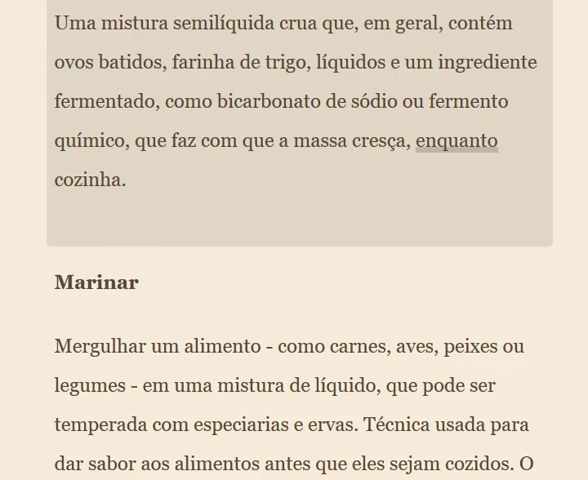 Uma mistura semilíquida crua que, em geral, contém
ovos batidos, farinha de trigo, líquidos e um ingrediente
fermentado, como bicarbonato de sódio ou fermento
químico, que faz com que a massa cresça, enquanto
cozinha.
Marinar
Mergulhar um alimento - como carnes, aves, peixes ou
legumes - em uma mistura de líquido, que pode ser
temperada com especiarias e ervas. Técnica usada para
dar sabor aos alimentos antes que eles sejam cozidos. O